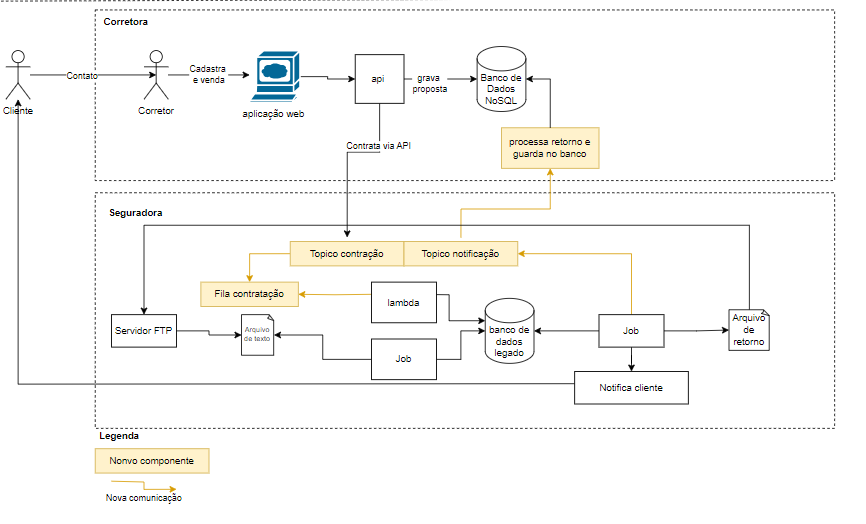 Corretora
Contato
Cliente
Corretor
Cadastra
e venda
aplicação web
api
grava
proposta
Banco de
Dados
NoSQL
Contrata via API
processa retorno e
guarda no banco
Seguradora
Topico contração
Topico notificação
Fila contratação
lambda
Servidor FTP
Arquivo
de texto
Job
banco de
dados
legado
Job
Arquivo
de
retorno
Notifica cliente
Legenda
Nonvo componente
Nova comunicação